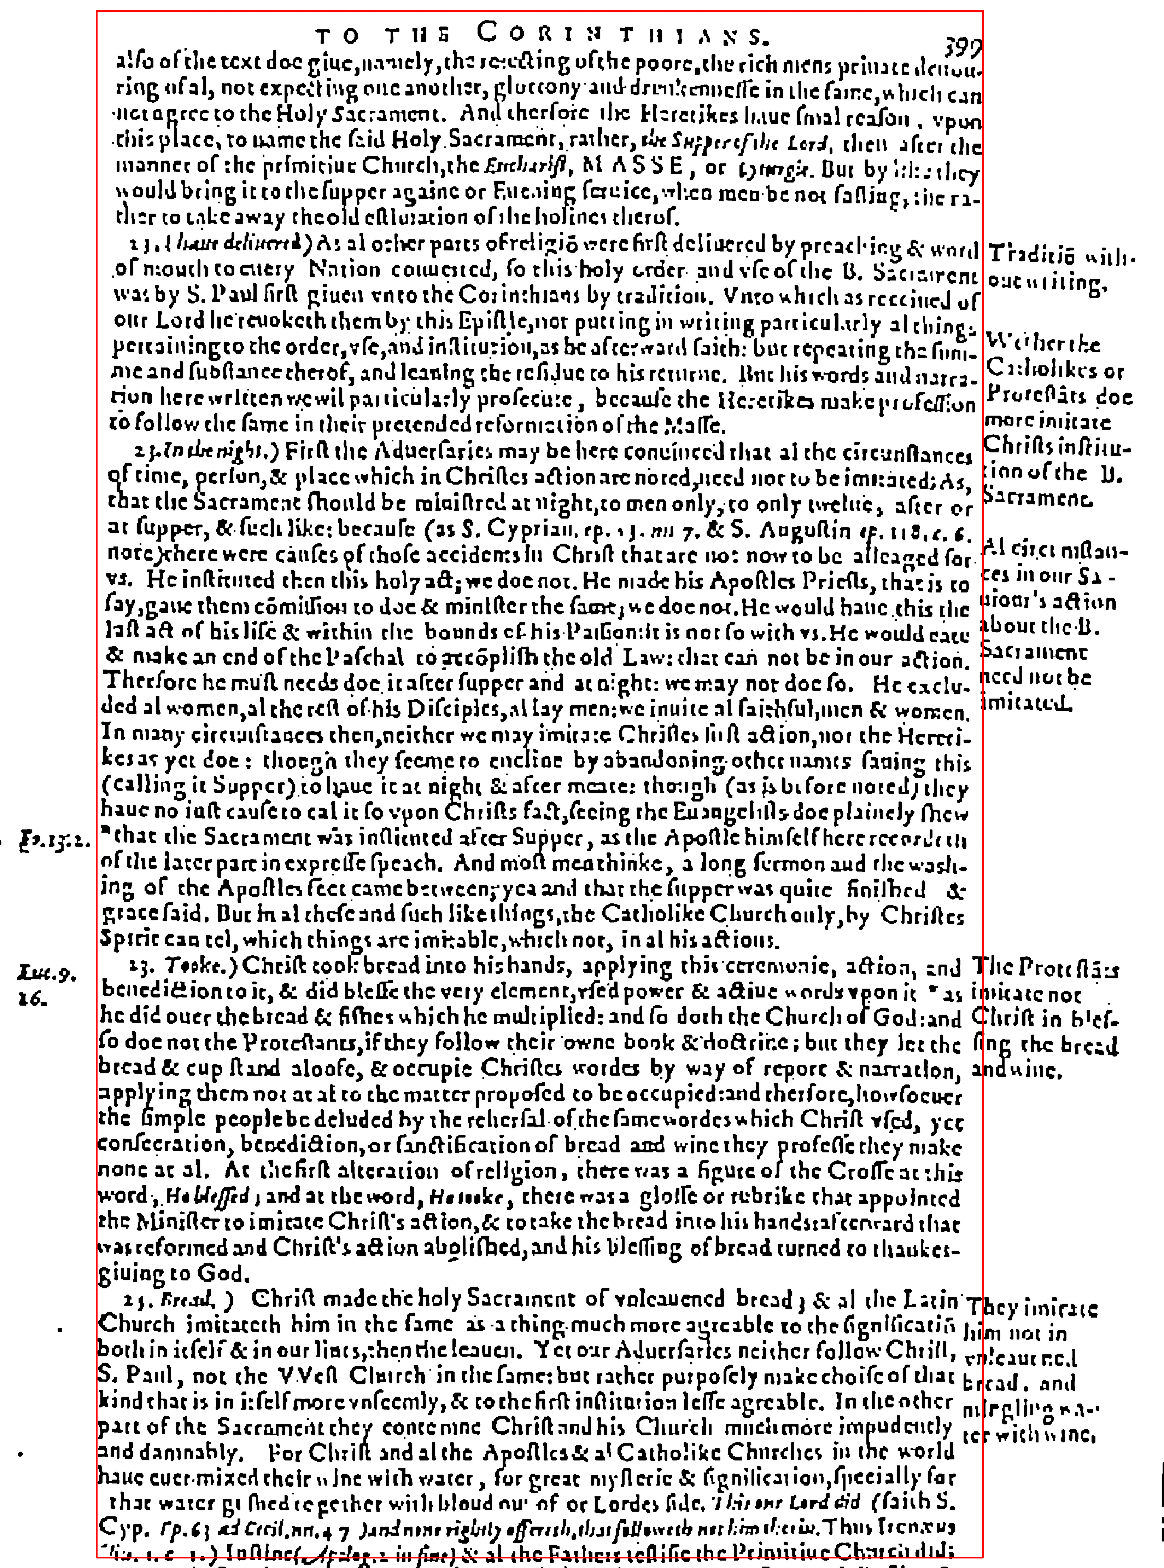 TO THE CORINTHIANS.
399
also of the text doe giue, namely, the reiecting of the poore, the rich mens priuate deuou-
ring of al, not expecting one another, gluttony and drunkennesse in the same, which can
not agree to the Holy Sacrament. And therfore the Heretikes haue smal reason, vpon
this place, to name the said Holy Sacrament, rather, the Supper of the Lord, then after the
manner of the primitiue Church, the Eucharist, MASSE, or Lyturgie. But by like they
would bring it to the supper againe or Euening seruice, when men be not fasting, the ra-
ther to take away the old estimation of the holines therof.
23. (I haue deliuered) As al other parts of religiõ were first deliuered by preaching & word
of mouth to euery Nation conuerted, so this holy order and vse of the B. Sacrament
was by S. Paul first giuen vnto the Corinthians by tradition. Vnto which as receiued of
our Lord he reuoketh them by this Epistle, not putting in writing particularly al things
pertaining to the order, vse, and institution, as he afterward saith: but repeating the sum-
me and substance therof, and leauing the residue to his returne. But his words and narra-
tion here written we wil particularly prosecute, because the Heretikes make profession
to follow the same in their pretended reformation of the Masse.
23. In the night.) First the Aduersaries may be here conuinced that al the circunstances
of time, person, & place which in Christes action are noted, need not to be imitated: As,
that the Sacrament should be ministred at night, to men only, to only twelue, after or
at supper, & such like: because (as S. Cyprian. ep. 63. nu 7. & S. Augustin ep. 118. c. 6.
note) there were causes of those accidents in Christ that are not now to be alleaged for
vs. He instituted then this holy act; we doe not. He made his Apostles Priests, that is to
say, gaue them cõmission to doe & minister the same; we doe not. He would haue this the
last act of his life & within the bounds of his Passion: it is not so with vs. He would eate
& make an end of the Paschal to accõplish the old Law: that can not be in our action.
Therfore he must needs doe it after supper and at night: we may not doe so. He exclu-
ded al women, al the rest of his Disciples, al lay men: we inuite al faithful, men & women.
In many circunstances then, neither we may imitate Christes first action, nor the Hereti-
kes as yet doe: though they seeme to encline by abandoning other names sauing this
(calling it Supper) to haue it at night & after meate: though (as is before noted) they
haue no iust cause to cal it so vpon Christs fact, seeing the Euangelists doe plainely shew
*that the Sacrament was instituted after Supper, as the Apostle himself here recordeth
of the later part in expresse speach. And most men thinke, a long sermon and the wash-
ing of the Apostles feet came betweene; yea and that the supper was quite finished &
grace said. But in al these and such like things, the Catholike Church only, by Christes
Spirit can tel, which things are imitable, which not, in al his actions.
23. Tooke.) Christ took bread into his hands, applying this ceremonie, action, and
benediction to it, & did blesse the very element, vsed power & actiue words vpon it *as
he did ouer the bread & fishes which he multiplied: and so doth the Church of God: and
so doe not the Protestants, if they follow their owne book & doctrine; but they let the
bread & cup stand aloofe, & occupie Christes wordes by way of report & narration,
applying them not at al to the matter proposed to be occupied: and therfore, howsoeuer
the simple people be deluded by the rehersal of the same wordes which Christ vsed, yet
consecration, benediction, or sanctification of bread and wine they professe they make
none at al. At the first alteration of religion, there was a figure of the Crosse at this
word, He blessed; and at the word, He tooke, there was a glosse or rubrike that appointed
the Minister to imitate Christ's action, & to take the bread into his hands: afterward that
was reformed and Christ's action abolished, and his blessing of bread turned to thankes-
giuing to God.
23. Bread.) Christ made the holy Sacrament of vnleauened bread; & al the Latin
Church imitateth him in the same as a thing much more agreable to the significatiõ
both in itself & in our liues, then the leauen. Yet our Aduersaries neither follow Christ,
S. Paul, not the VVest Church in the same: but rather purposely make choise of that
kind that is in itself more vnseemly, & to the first institution lesse agreable. In the other
part of the Sacrament they contemne Christ and his Church much more impudently
and damnably. For Christ and al the Apostles & al Catholike Churches in the world
haue euer mixed their wine with water, for great mysterie & signification, specially for
that water gushed together with bloud out of or Lordes side. This our Lord did (saith S.
Cyp. Ep. 63 ad Cecil. nu. 4 7 ) and none rightly offereth, that followeth not him therin. Thus Irenæus
Iustine (Apolog. 2 in fine) & al the Fathers testifie the Primitiue Church did:
Traditiõ with-
out writing.
Whether the
Catholikes or
Protestãts doe
more imitate
Christs institu-
tion of the B.
Sacrament.
Al circunstan-
ces in our Sa-
uiour's action
about the B.
Sacrament
need not be
imitated.
Io. 13. 2.
Luc. 9.
16.
The Protestãts
imitate not
Christ in bles-
sing the bread
and wine.
They imitate
him not in
vnleauened
bread, and
mingling wa-
ter with wine.